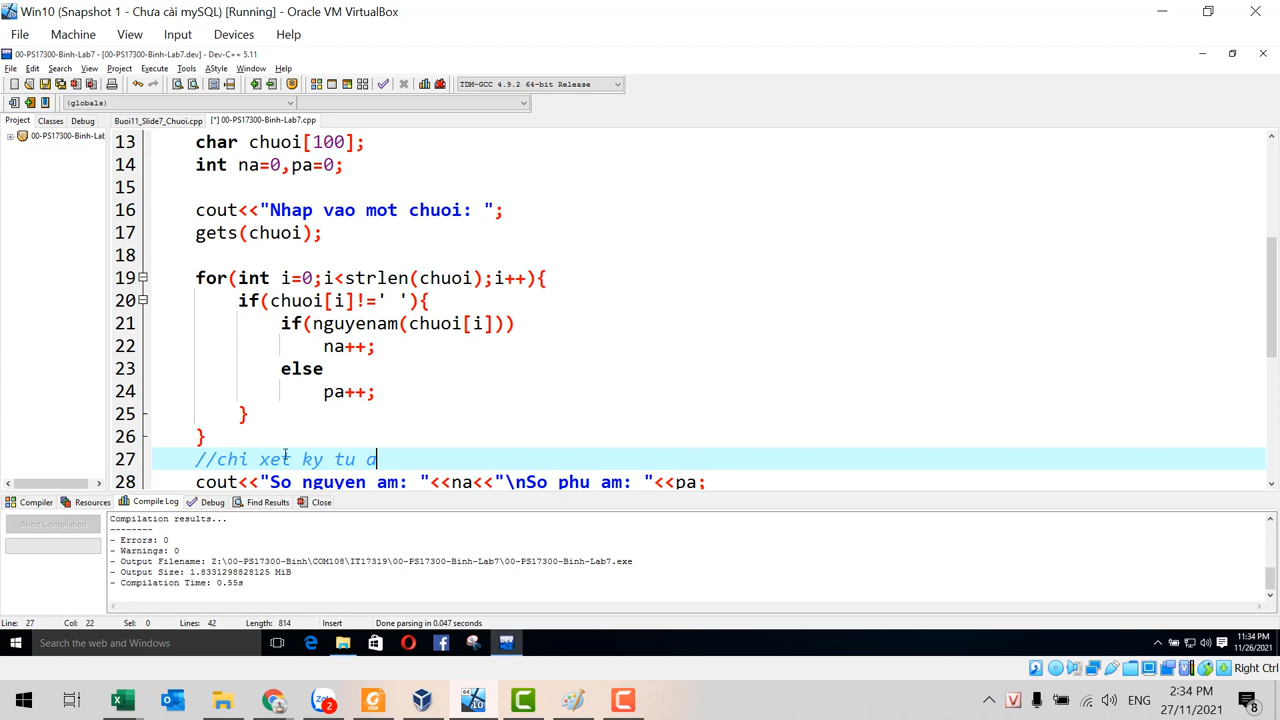 Win10 (Snapshot 1 - Chưa cài mySQL) [Running] - Oracle VM VirtualBox
File Machine View Input Devices Help
00-PS17300-Binh-Lab7 - [00-PS17300-Binh-Lab7.dev] - Dev-C++ 5.11
File Edit Search View Project Execute Tools AStyle Window Help
TDM-GCC 4.9.2 64-bit Release
(globals)
Project Classes Debug Buoi11_Slide7_Chuoi.cpp [*] 00-PS17300-Binh-Lab7.cpp
00-PS17300-Binh-Lab
13 char chuoi[100];
14 int na=0,pa=0;
15
16 cout<<"Nhap vao mot chuoi: ";
17 gets(chuoi);
18
19 for(int i=0;i<strlen(chuoi);i++){
20 if(chuoi[i]!=' '){
21 if(nguyenam(chuoi[i]))
22 na++;
23 else
24 pa++;
25 }
26 }
27 //chi xet ky tu a
28 cout<<"So nguyen am: "<<na<<"\nSo phu am: "<<pa;
Compiler Resources Compile Log Debug Find Results Close
Abort Compilation
Compilation results...
--------
- Errors: 0
- Warnings: 0
- Output Filename: Z:\00-PS17300-Binh\COM108\IT17319\00-PS17300-Binh-Lab7\00-PS17300-Binh-Lab7.exe
- Output Size: 1.8331298828125 MiB
- Compilation Time: 0.55s
Line: 27 Col: 22 Sel: 0 Lines: 42 Length: 814 Insert Done parsing in 0.047 seconds
Search the web and Windows
11:34 PM
11/26/2021
Right Ctrl
ENG
2:34 PM
27/11/2021
8